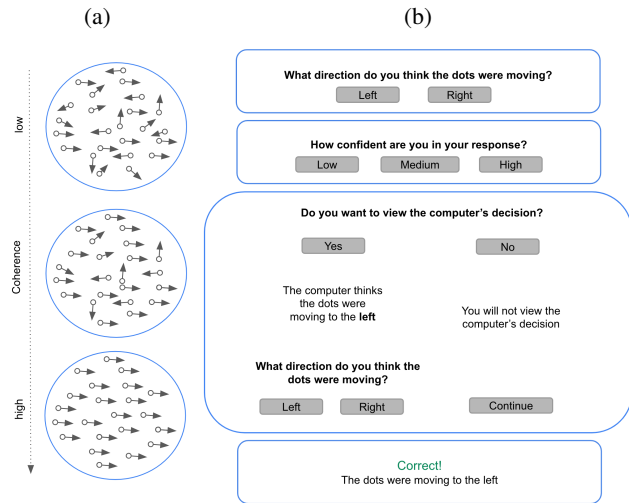 (a)
(b)
low
Coherence
high
What direction do you think the dots were moving?
Left
Right
How confident are you in your response?
Low
Medium
High
Do you want to view the computer's decision?
Yes
No
The computer thinks
the dots were
moving to the left
You will not view the
computer's decision
What direction do you think the
dots were moving?
Left
Right
Continue
Correct!
The dots were moving to the left